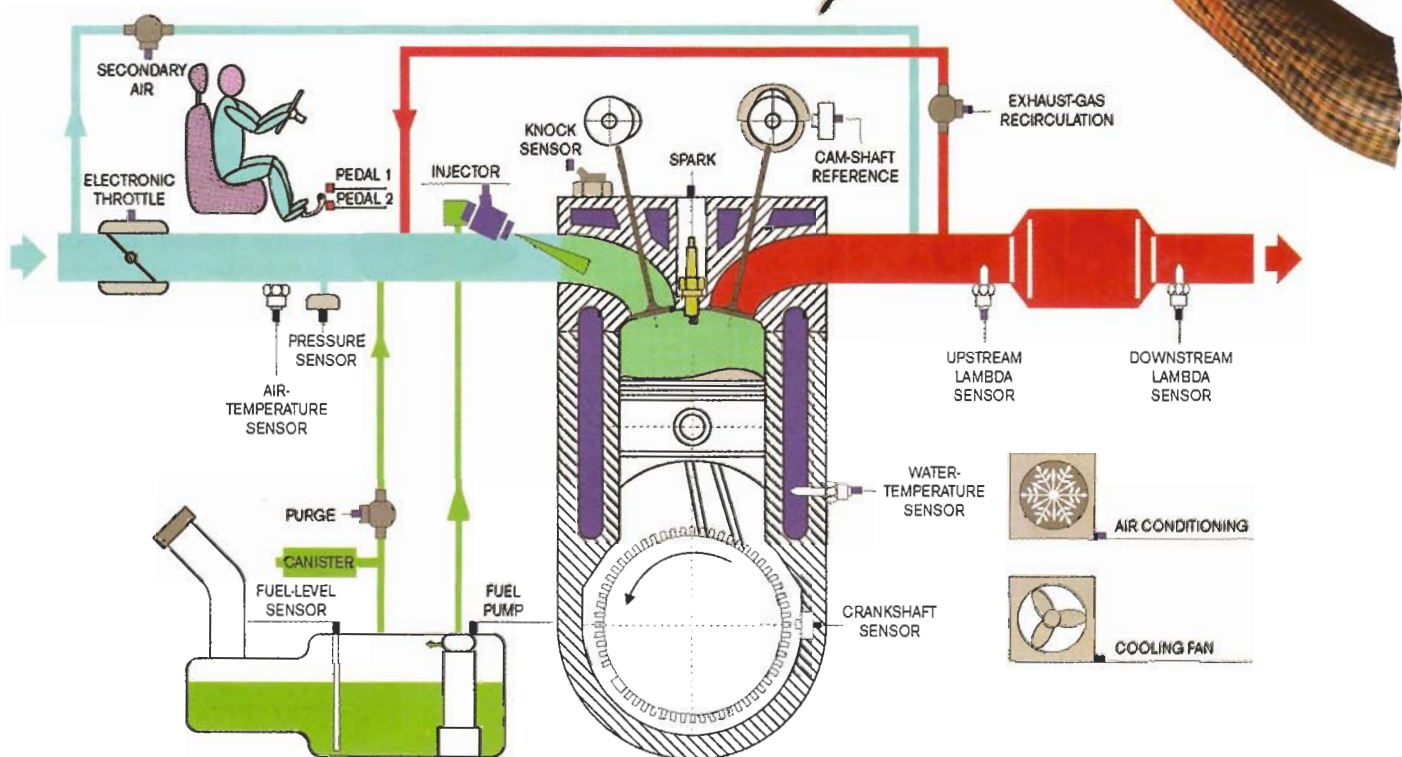 SECONDARY
AIR
EXHAUST-GAS
RECIRCULATION
KNOCK
SENSOR
SPARK
CAM-SHAFT
REFERENCE
ELECTRONIC
THROTTLE
PEDAL 1
PEDAL 2
INJECTOR
PRESSURE
SENSOR
AIR-
TEMPERATURE
SENSOR
UPSTREAM
LAMBDA
SENSOR
DOWNSTREAM
LAMBDA
SENSOR
WATER-
TEMPERATURE
SENSOR
PURGE
AIR CONDITIONING
CANISTER
FUEL-LEVEL
SENSOR
FUEL
PUMP
CRANKSHAFT
SENSOR
COOLING FAN